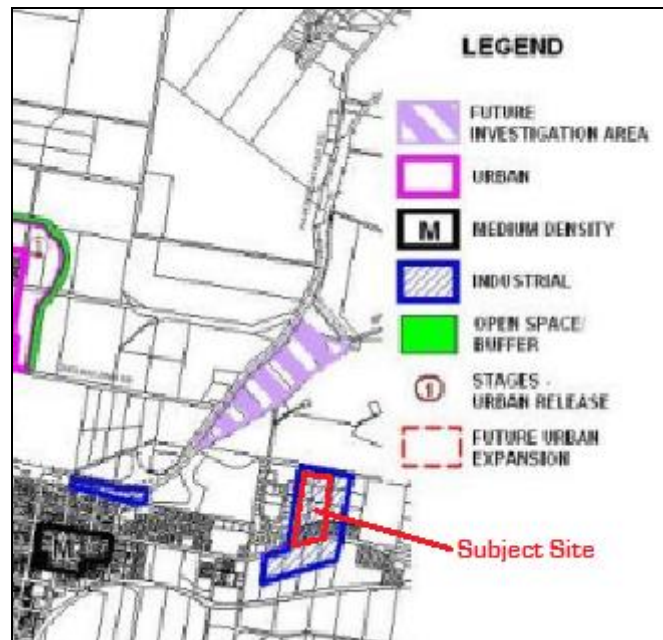 LEGEND
FUTURE
INVESTIGATION AREA
URBAN
M
MEDIUM DENSITY
INDUSTRIAL
OPEN SPACE/
BUFFER
1
STAGES -
URBAN RELEASE
FUTURE URBAN
EXPANSION
M
Subject Site